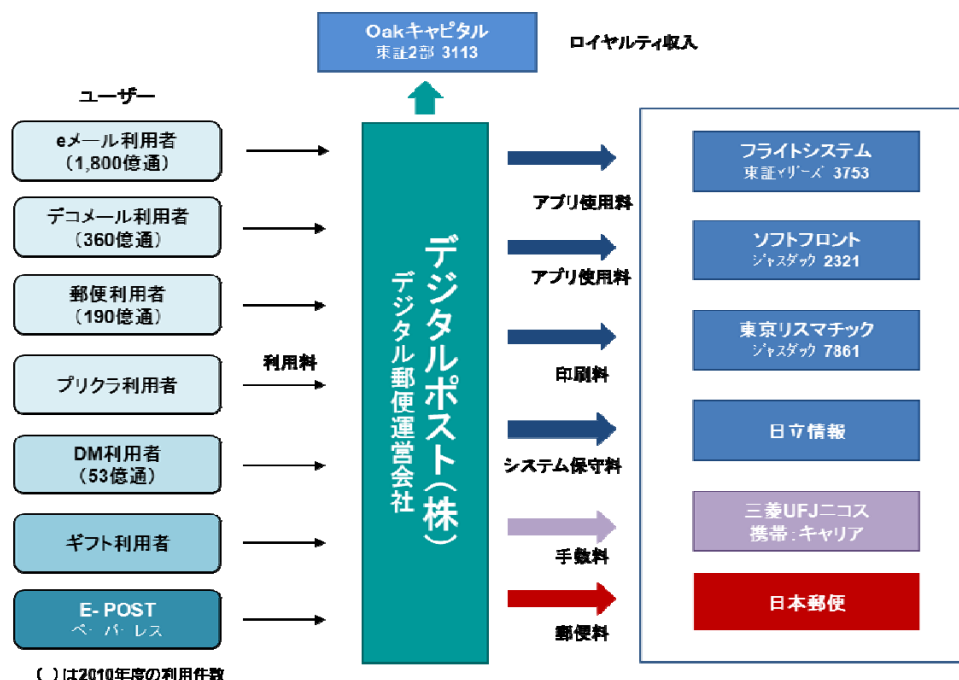 Oakキャピタル
東証2部 3113
ロイヤルティ収入
ユーザー
eメール利用者
(1,800億通)
デコメール利用者
(360億通)
郵便利用者
(190億通)
プリクラ利用者
DM利用者
(53億通)
ギフト利用者
E- POST
ペーパーレス
( )は2010年度の利用件数
利用料
デジタルポスト(株)
デジタル郵便運営会社
アプリ使用料
アプリ使用料
印刷料
システム保守料
手数料
郵便料
フライトシステム
東証マザーズ 3753
ソフトフロント
ジャスダック 2321
東京リスマチック
ジャスダック 7861
日立情報
三菱UFJニコス
携帯:キャリア
日本郵便